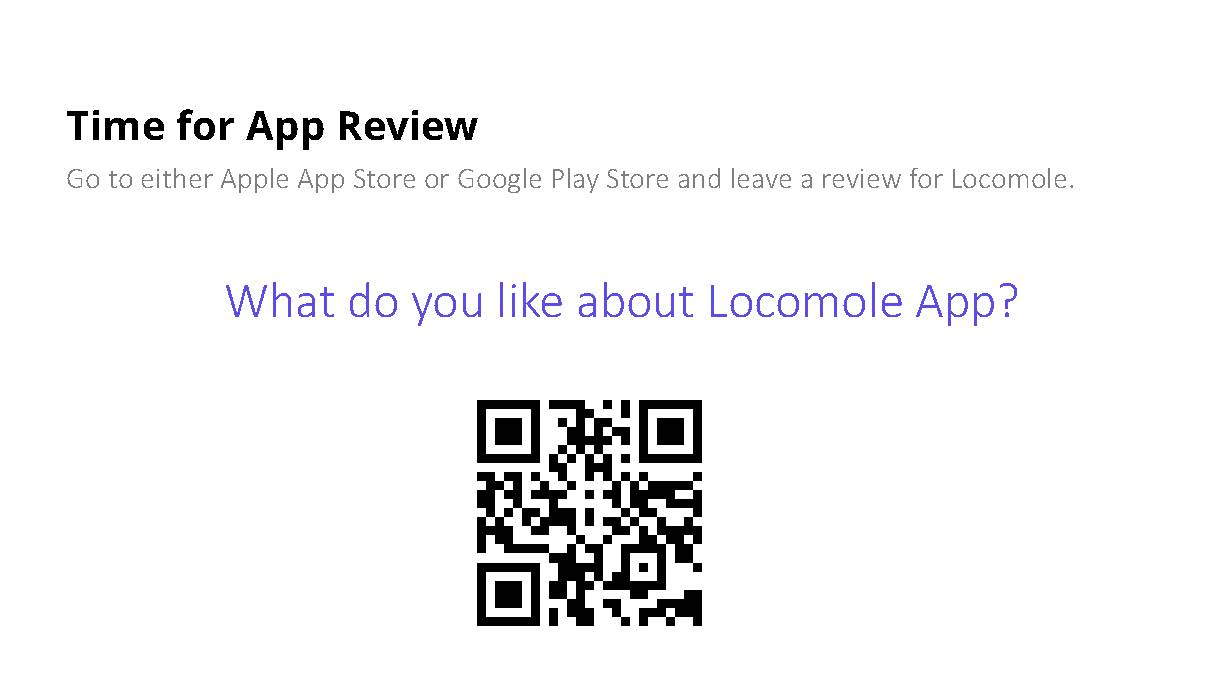 Time for App Review
Go to either Apple App Store or Google Play Store and leave a review for Locomole.
What do you like about Locomole App?